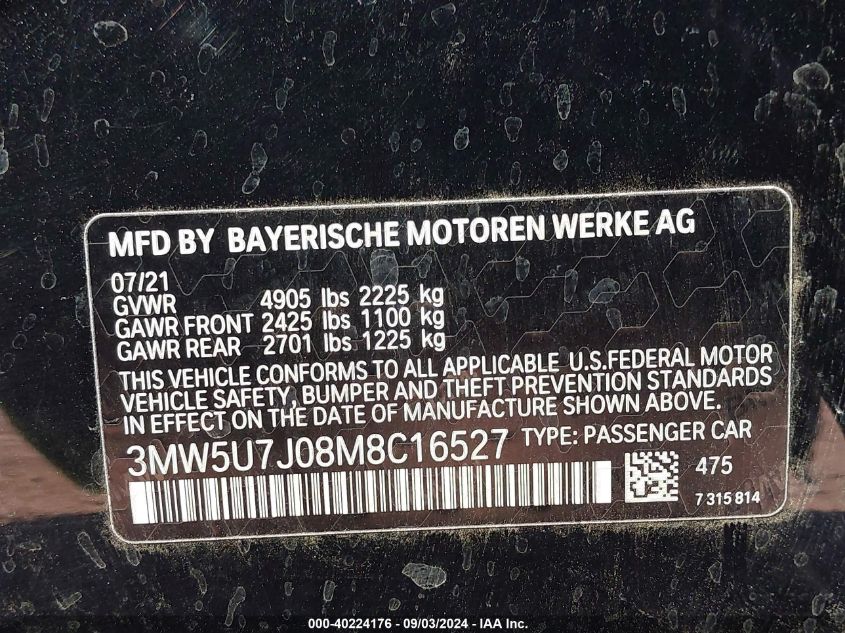 MFD BY BAYERISCHE MOTOREN WERKE AG
07/21
GVWR 4905 lbs 2225 kg
GAWR FRONT 2425 lbs 1100 kg
GAWR REAR 2701 lbs 1225 kg
THIS VEHICLE CONFORMS TO ALL APPLICABLE U.S.FEDERAL MOTOR
VEHICLE SAFETY, BUMPER AND THEFT PREVENTION STANDARDS
IN EFFECT ON THE DATE OF MANUFACTURE SHOWN ABOVE.
3MW5U7J08M8C16527 TYPE: PASSENGER CAR
475
7 315 814
000-40224176 - 09/03/2024 - IAA Inc.